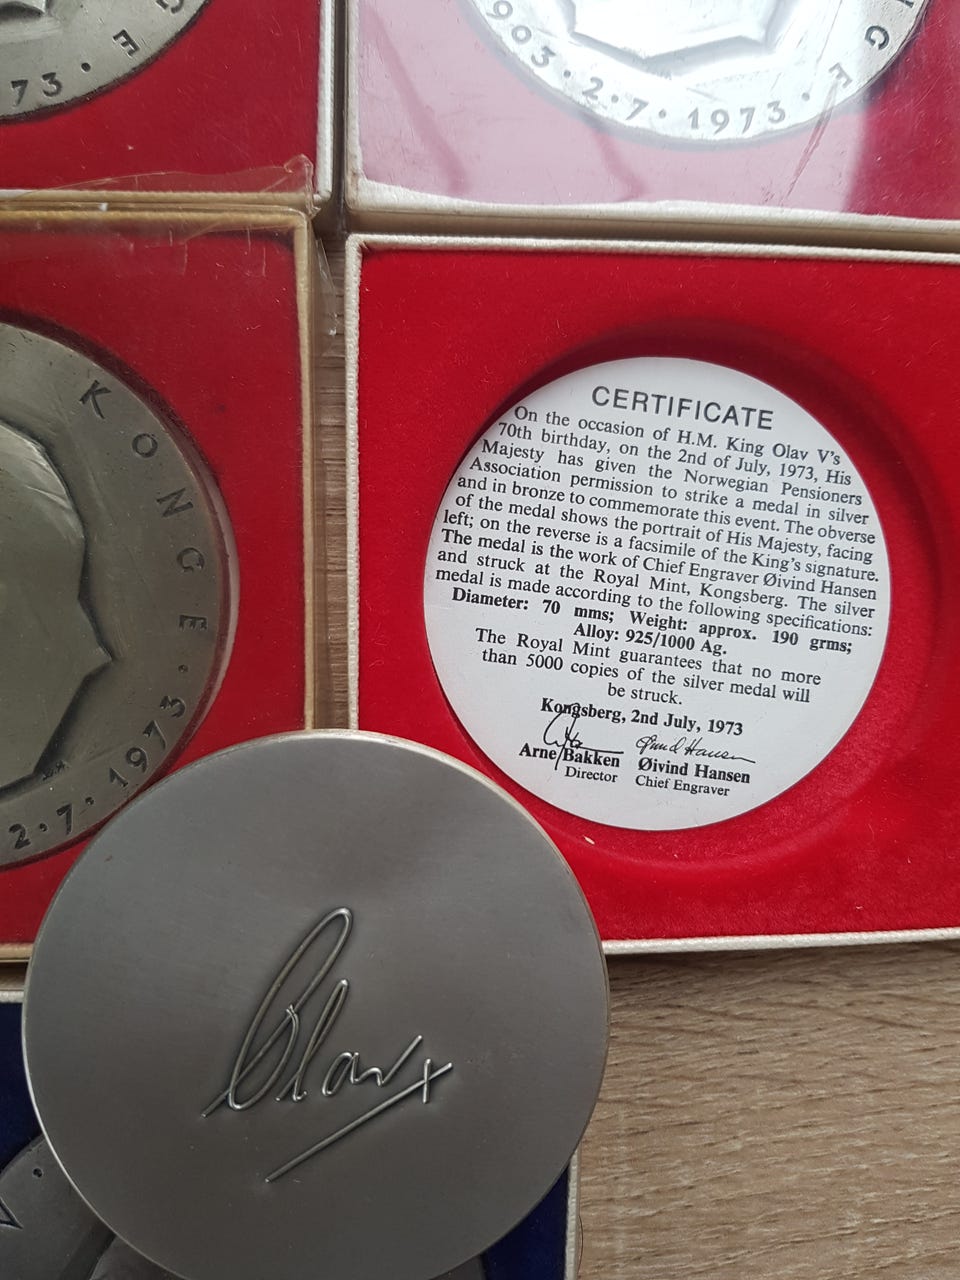 73 · E G
1903 · 2 · 7 · 1973 · E G
KONGE · 2 · 7 · 1973 ·
CERTIFICATE
On the occasion of H.M. King Olav V's
70th birthday, on the 2nd of July, 1973, His
Majesty has given the Norwegian Pensioners
Association permission to strike a medal in silver
and in bronze to commemorate this event. The obverse
of the medal shows the portrait of His Majesty, facing
left; on the reverse is a facsimile of the King's signature.
The medal is the work of Chief Engraver Øivind Hansen
and struck at the Royal Mint, Kongsberg. The silver
medal is made according to the following specifications:
Diameter: 70 mms; Weight: approx. 190 grms;
Alloy: 925/1000 Ag.
The Royal Mint guarantees that no more
than 5000 copies of the silver medal will
be struck.
Kongsberg, 2nd July, 1973
Øivind Hansen
Arne Bakken Øivind Hansen
Director Chief Engraver
Olav R